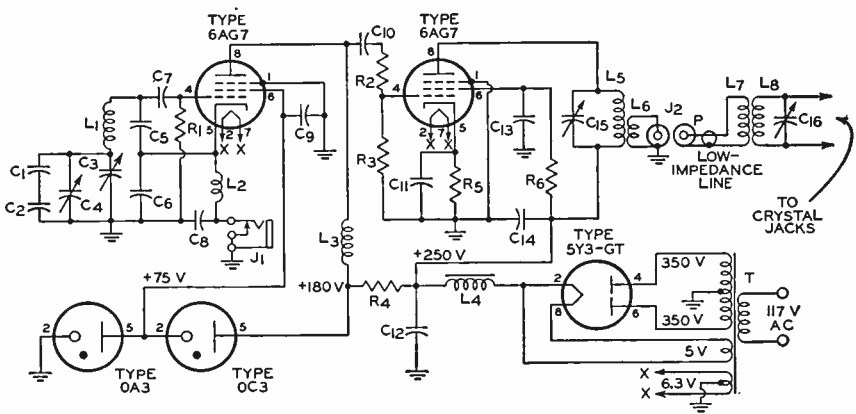 TYPE
6AG7
TYPE
6AG7
8
C10
8
C7
4
1
6
R2
4
1
6
L5
L6
J2
P
L7
L8
L1
C5
R1
5
2
7
X
X
C9
5
2
7
X
X
C13
C15
C16
C1
C3
C4
C2
C6
L2
R3
C11
R5
R6
LOW-
IMPEDANCE
LINE
C8
J1
C14
TO
CRYSTAL
JACKS
L3
+250 V
TYPE
5Y3-GT
+75 V
+180 V
R4
L4
2
8
4
6
350 V
350 V
T
117 V
AC
2
5
2
5
C12
5 V
TYPE
0A3
TYPE
0C3
X
X
6.3 V